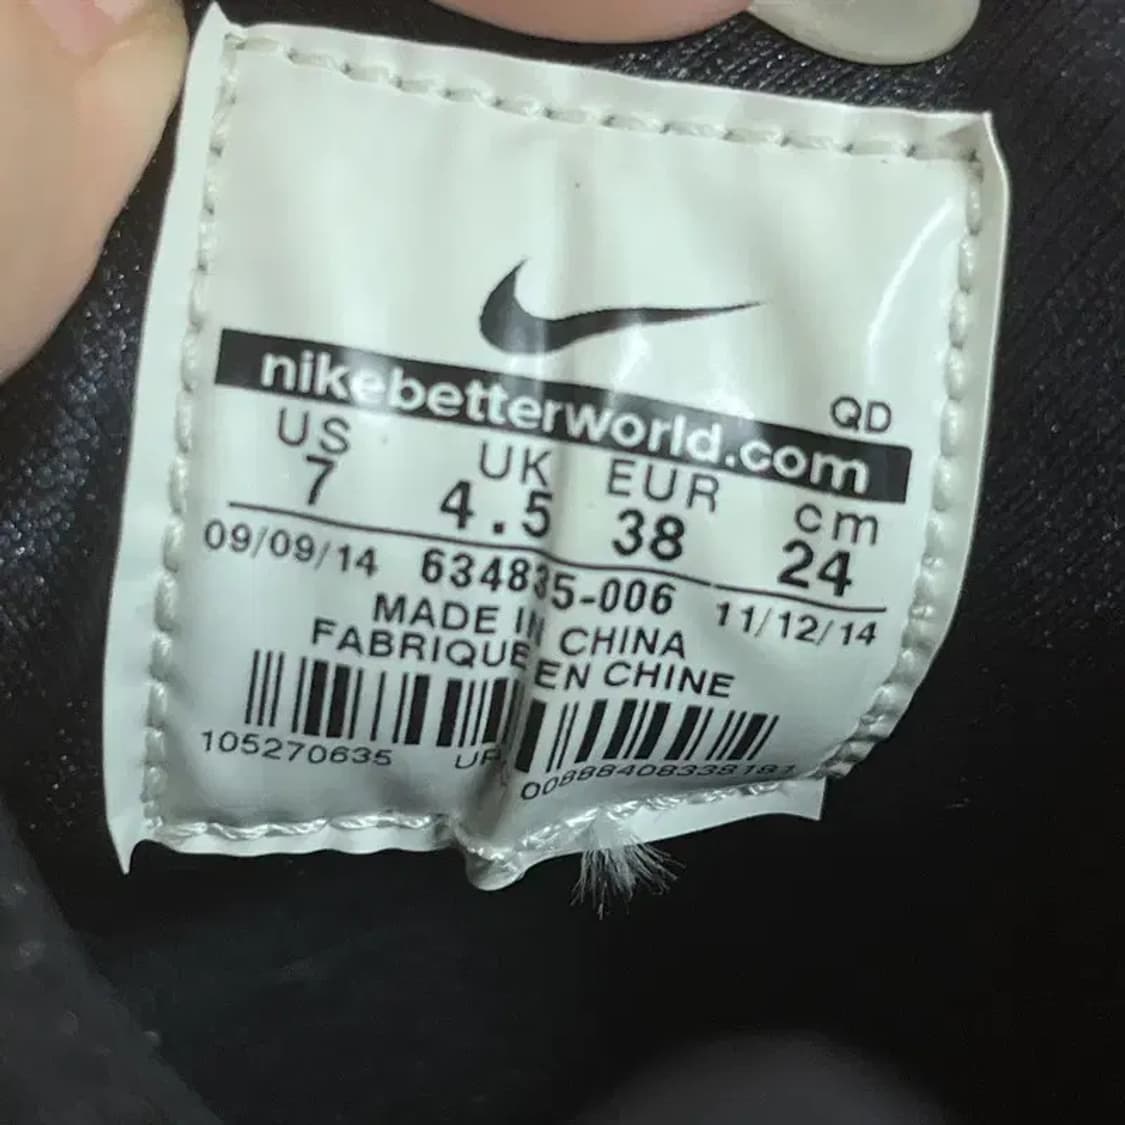 QD
nikebetterworld.com
US UK EUR cm
7 4.5 38 24
09/09/14 634835-006 11/12/14
MADE IN CHINA
FABRIQUE EN CHINE
105270635 00888408338181